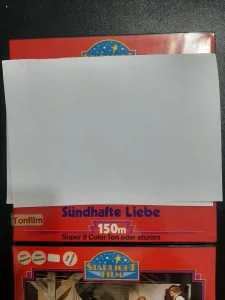 Sündhafte Liebe
150m
Tonfilm
Super 8 Color Ton oder stumm
STARLIGHT
FILM